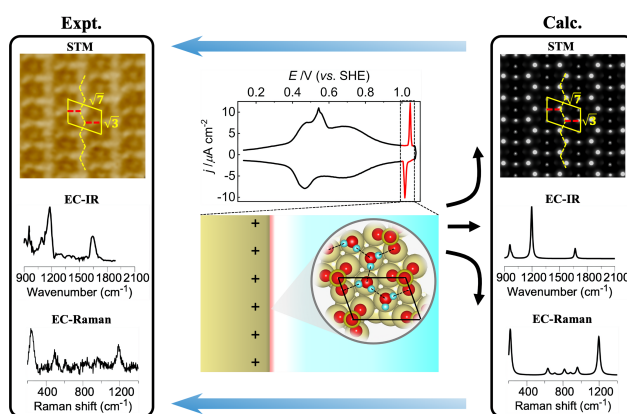 Expt.
STM
√7
√3
EC-IR
900 1200 1500 1800 2100
Wavenumber (cm⁻¹)
EC-Raman
400 800 1200
Raman shift (cm⁻¹)
E /V (vs. SHE)
0.2 0.4 0.6 0.8 1.0
j / μA cm⁻²
10
5
0
-5
-10
+
+
+
+
+
Calc.
STM
√7
√3
EC-IR
900 1200 1500 1800 2100
Wavenumber (cm⁻¹)
EC-Raman
400 800 1200
Raman shift (cm⁻¹)